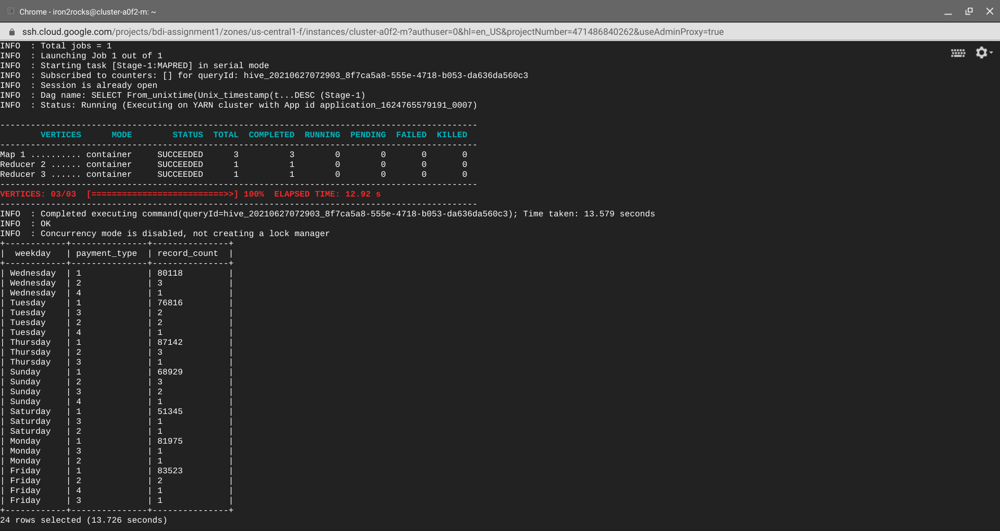 Chrome - iron2rocks@cluster-a0f2-m: ~
ssh.cloud.google.com/projects/bdi-assignment1/zones/us-central1-f/instances/cluster-a0f2-m?authuser=0&hl=en_US&projectNumber=471486840262&useAdminProxy=true
INFO  : Total jobs = 1
INFO  : Launching Job 1 out of 1
INFO  : Starting task [Stage-1:MAPRED] in serial mode
INFO  : Subscribed to counters: [] for queryId: hive_20210627072903_8f7ca5a8-555e-4718-b053-da636da560c3
INFO  : Session is already open
INFO  : Dag name: SELECT From_unixtime(Unix_timestamp(t...DESC (Stage-1)
INFO  : Status: Running (Executing on YARN cluster with App id application_1624765579191_0007)
----------------------------------------------------------------------------------------------
        VERTICES      MODE        STATUS  TOTAL  COMPLETED  RUNNING  PENDING  FAILED  KILLED
----------------------------------------------------------------------------------------------
Map 1 .......... container     SUCCEEDED      3          3        0        0       0       0
Reducer 2 ...... container     SUCCEEDED      1          1        0        0       0       0
Reducer 3 ...... container     SUCCEEDED      1          1        0        0       0       0
----------------------------------------------------------------------------------------------
VERTICES: 03/03  [==========================>>] 100%  ELAPSED TIME: 12.92 s
----------------------------------------------------------------------------------------------
INFO  : Completed executing command(queryId=hive_20210627072903_8f7ca5a8-555e-4718-b053-da636da560c3); Time taken: 13.579 seconds
INFO  : OK
INFO  : Concurrency mode is disabled, not creating a lock manager
+------------+---------------+---------------+
|  weekday   | payment_type  | record_count  |
+------------+---------------+---------------+
| Wednesday  | 1             | 80118         |
| Wednesday  | 2             | 3             |
| Wednesday  | 4             | 1             |
| Tuesday    | 1             | 76816         |
| Tuesday    | 3             | 2             |
| Tuesday    | 2             | 2             |
| Tuesday    | 4             | 1             |
| Thursday   | 1             | 87142         |
| Thursday   | 2             | 3             |
| Thursday   | 3             | 1             |
| Sunday     | 1             | 68929         |
| Sunday     | 2             | 3             |
| Sunday     | 3             | 2             |
| Sunday     | 4             | 1             |
| Saturday   | 1             | 51345         |
| Saturday   | 3             | 1             |
| Saturday   | 2             | 1             |
| Monday     | 1             | 81975         |
| Monday     | 3             | 1             |
| Monday     | 2             | 1             |
| Friday     | 1             | 83523         |
| Friday     | 2             | 2             |
| Friday     | 4             | 1             |
| Friday     | 3             | 1             |
+------------+---------------+---------------+
24 rows selected (13.726 seconds)